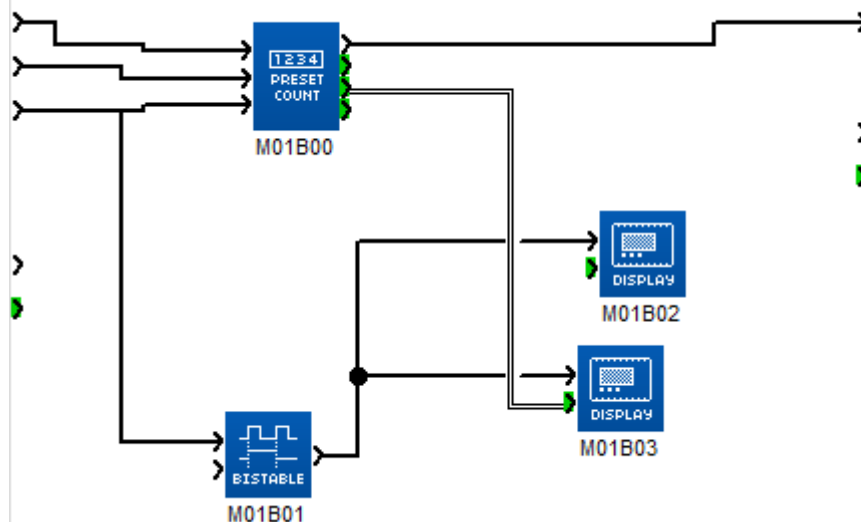 1234
PRESET
COUNT
M01B00
DISPLAY
M01B02
DISPLAY
M01B03
BISTABLE
M01B01